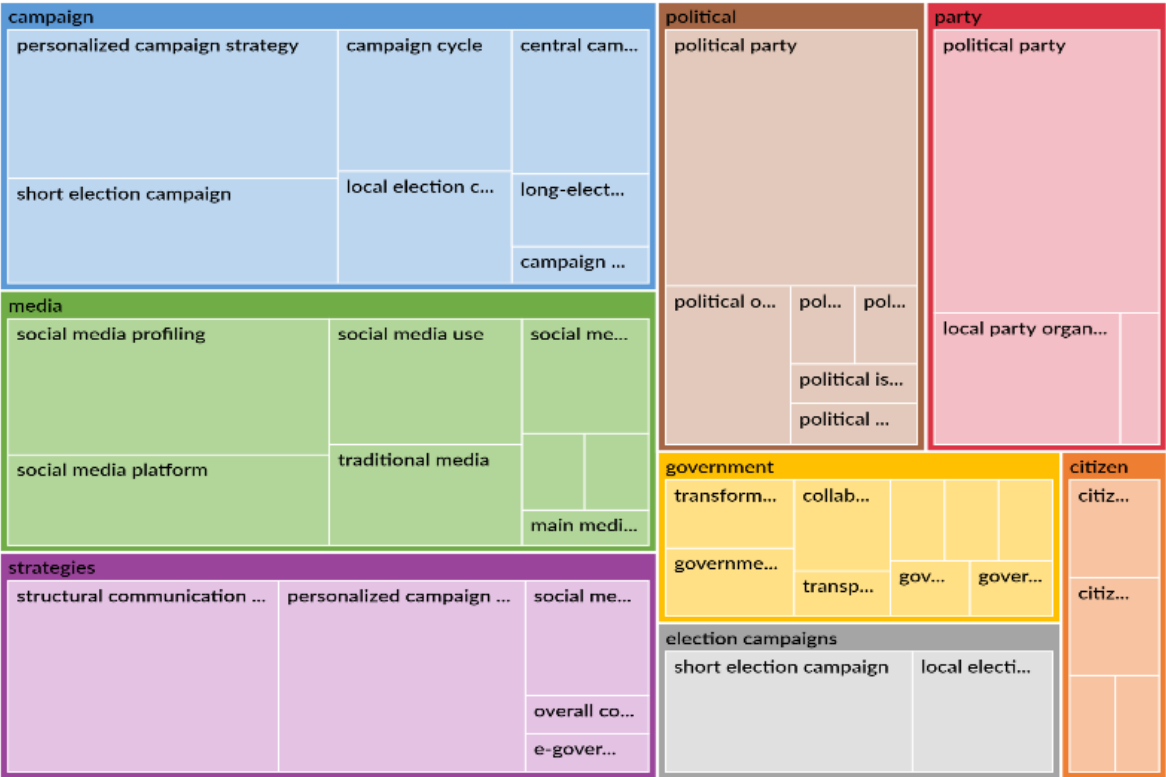 campaign
personalized campaign strategy
campaign cycle
central cam...
short election campaign
local election c...
long-elect...
campaign ...
media
social media profiling
social media use
social me...
social media platform
traditional media
main medi...
strategies
structural communication ...
personalized campaign ...
social me...
overall co...
e-gover...
political
political party
political o...
pol...
pol...
political is...
political ...
party
political party
local party organ...
government
transform...
collab...
governme...
transp...
gov...
gover...
election campaigns
short election campaign
local electi...
citizen
citiz...
citiz...